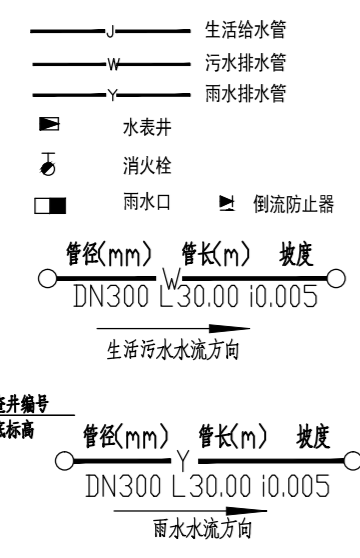 J 生活给水管
W 污水排水管
Y 雨水排水管
水表井
消火栓
雨水口 倒流防止器
管径(mm) 管长(m) 坡度
W
DN300 L30.00 i0.005
生活污水水流方向
井编号
标高
管径(mm) 管长(m) 坡度
Y
DN300 L30.00 i0.005
雨水水流方向